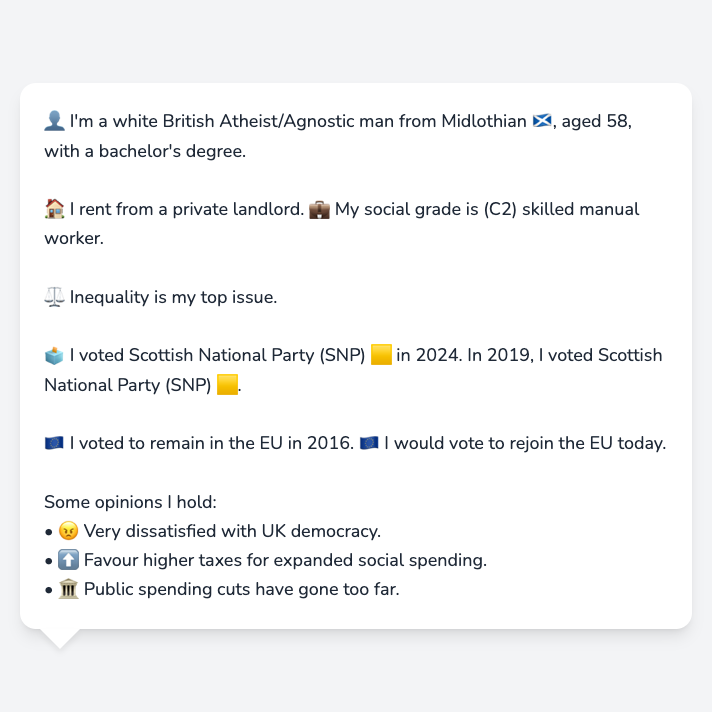 👤 I'm a white British Atheist/Agnostic man from Midlothian 🏴󠁧󠁢󠁳󠁣󠁴󠁿, aged 58,
with a bachelor's degree.
🏠 I rent from a private landlord. 💼 My social grade is (C2) skilled manual
worker.
⚖️ Inequality is my top issue.
🗳️ I voted Scottish National Party (SNP) 🟨 in 2024. In 2019, I voted Scottish
National Party (SNP) 🟨.
🇪🇺 I voted to remain in the EU in 2016. 🇪🇺 I would vote to rejoin the EU today.
Some opinions I hold:
• 😠 Very dissatisfied with UK democracy.
• ⬆️ Favour higher taxes for expanded social spending.
• 🏛️ Public spending cuts have gone too far.